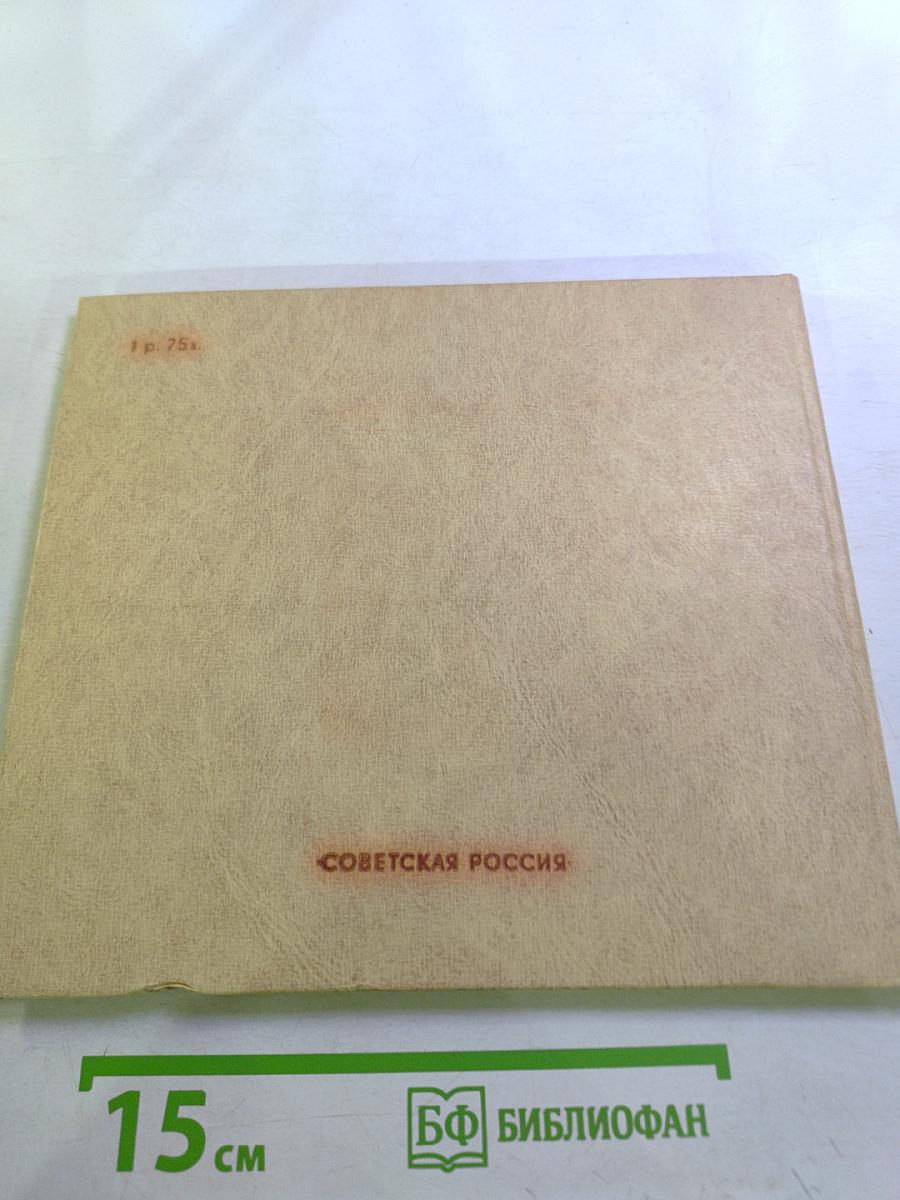 1 р. 75 к.
«СОВЕТСКАЯ РОССИЯ»
15 см
БФ БИБЛИОФАН